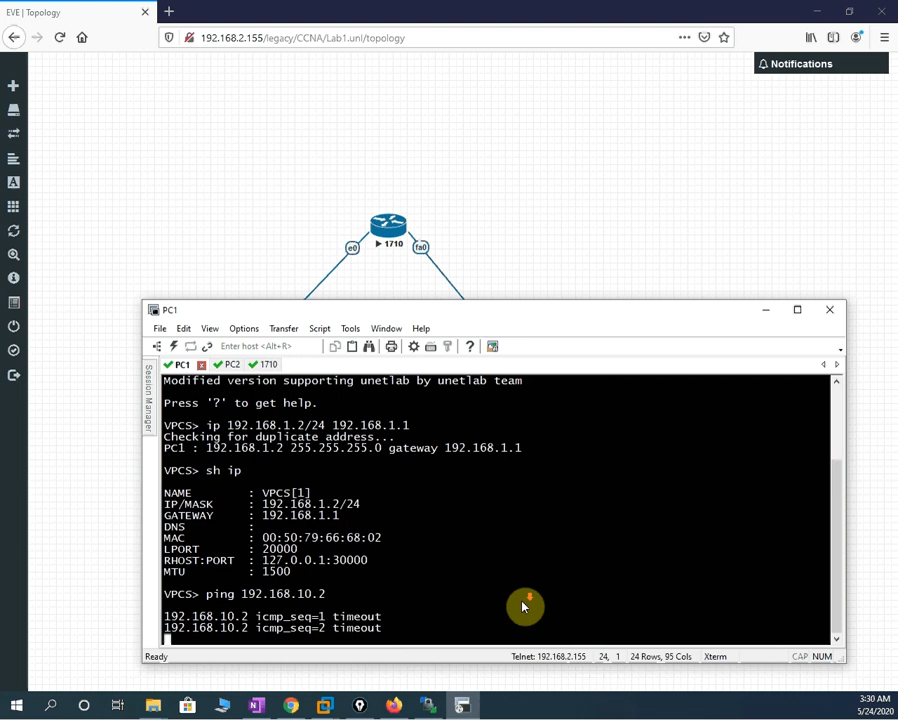 EVE | Topology
192.168.2.155/legacy/CCNA/Lab1.unl/topology
Notifications
1710
e0
fa0
PC1
File Edit View Options Transfer Script Tools Window Help
Enter host <Alt+R>
PC1 PC2 1710
Session Manager
Modified version supporting unetlab by unetlab team
Press '?' to get help.
VPCS> ip 192.168.1.2/24 192.168.1.1
Checking for duplicate address...
PC1 : 192.168.1.2 255.255.255.0 gateway 192.168.1.1
VPCS> sh ip
NAME : VPCS[1]
IP/MASK : 192.168.1.2/24
GATEWAY : 192.168.1.1
DNS :
MAC : 00:50:79:66:68:02
LPORT : 20000
RHOST:PORT : 127.0.0.1:30000
MTU : 1500
VPCS> ping 192.168.10.2
192.168.10.2 icmp_seq=1 timeout
192.168.10.2 icmp_seq=2 timeout
Ready Telnet: 192.168.2.155 24, 1 24 Rows, 95 Cols Xterm CAP NUM
3:30 AM
5/24/2020